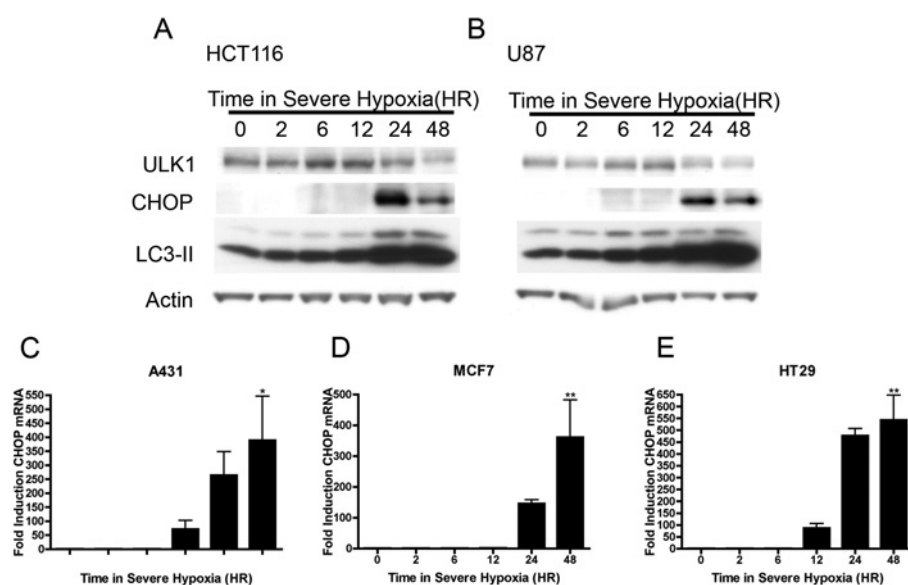 A
HCT116
Time in Severe Hypoxia(HR)
0 2 6 12 24 48
B
U87
Time in Severe Hypoxia(HR)
0 2 6 12 24 48
ULK1
CHOP
LC3-II
Actin
C
A431
Fold Induction CHOP mRNA
550
500
450
400
350
300
250
200
150
100
50
0
*
Time in Severe Hypoxia (HR)
D
MCF7
Fold Induction CHOP mRNA
500
400
300
200
100
0
**
0 2 6 12 24 48
Time in Severe Hypoxia (HR)
E
HT29
Fold Induction CHOP mRNA
650
600
550
500
450
400
350
300
250
200
150
100
50
0
**
0 2 6 12 24 48
Time in Severe Hypoxia (HR)